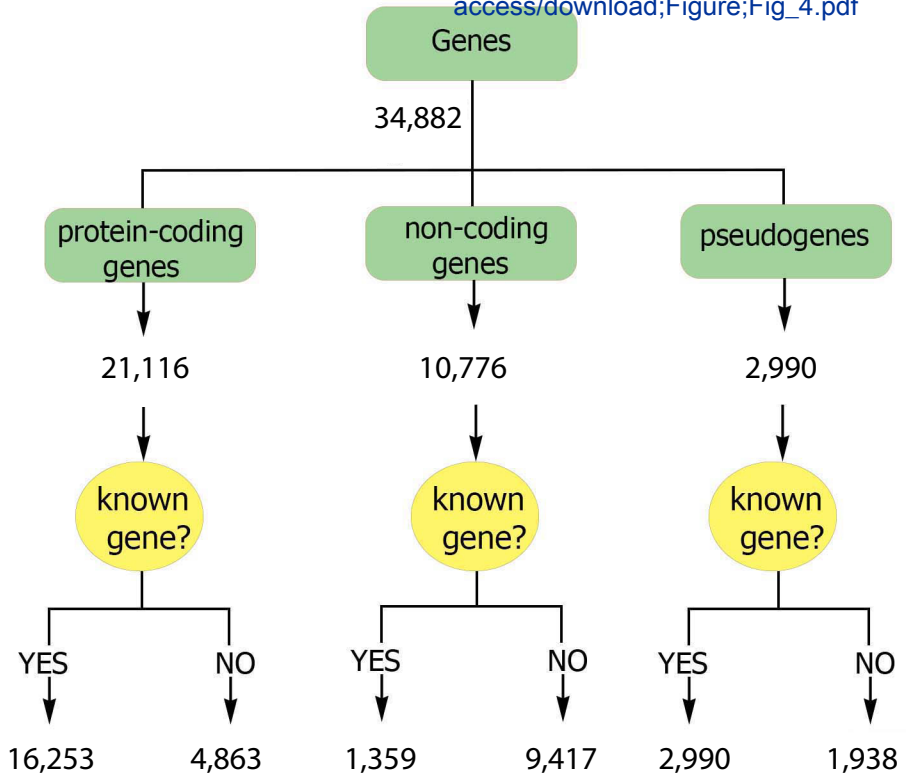 access/download;Figure;Fig_4.pdf
Genes
34,882
protein-coding
genes
non-coding
genes
pseudogenes
21,116
10,776
2,990
known
gene?
known
gene?
known
gene?
YES
NO
YES
NO
YES
NO
16,253
4,863
1,359
9,417
2,990
1,938